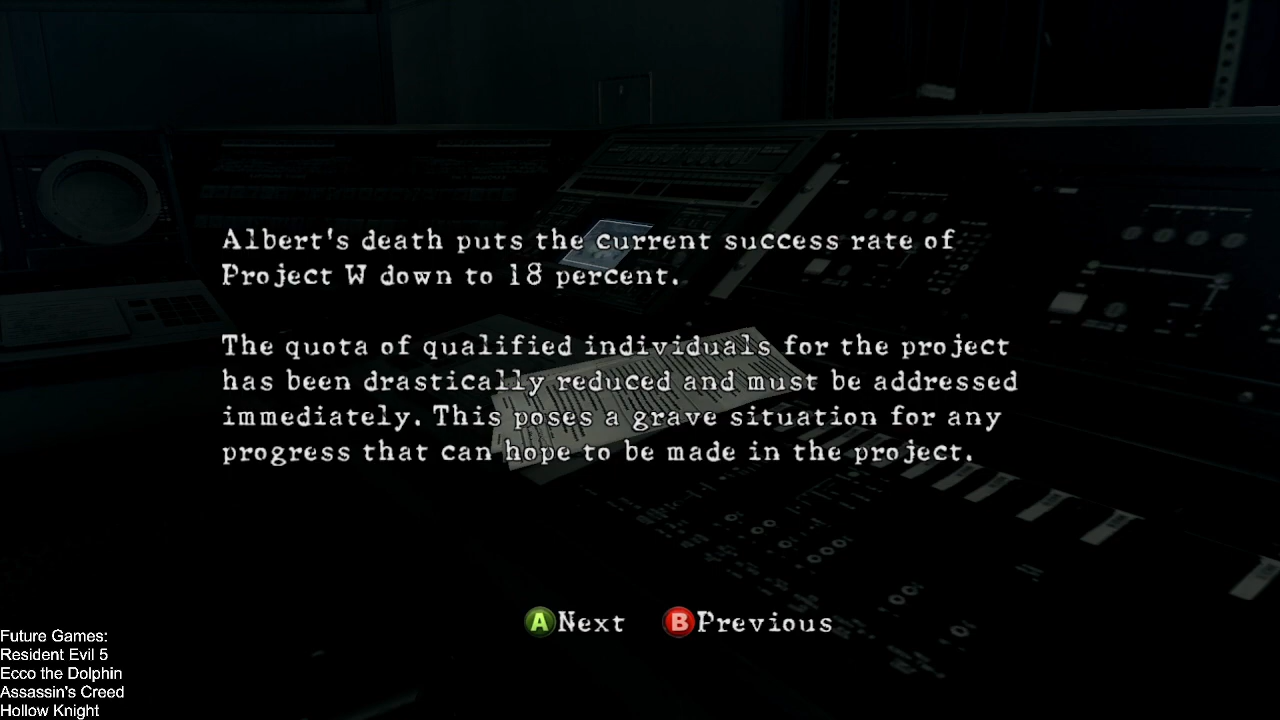 Albert's death puts the current success rate of
Project W down to 18 percent.
The quota of qualified individuals for the project
has been drastically reduced and must be addressed
immediately. This poses a grave situation for any
progress that can hope to be made in the project.
A Next B Previous
Future Games:
Resident Evil 5
Ecco the Dolphin
Assassin's Creed
Hollow Knight